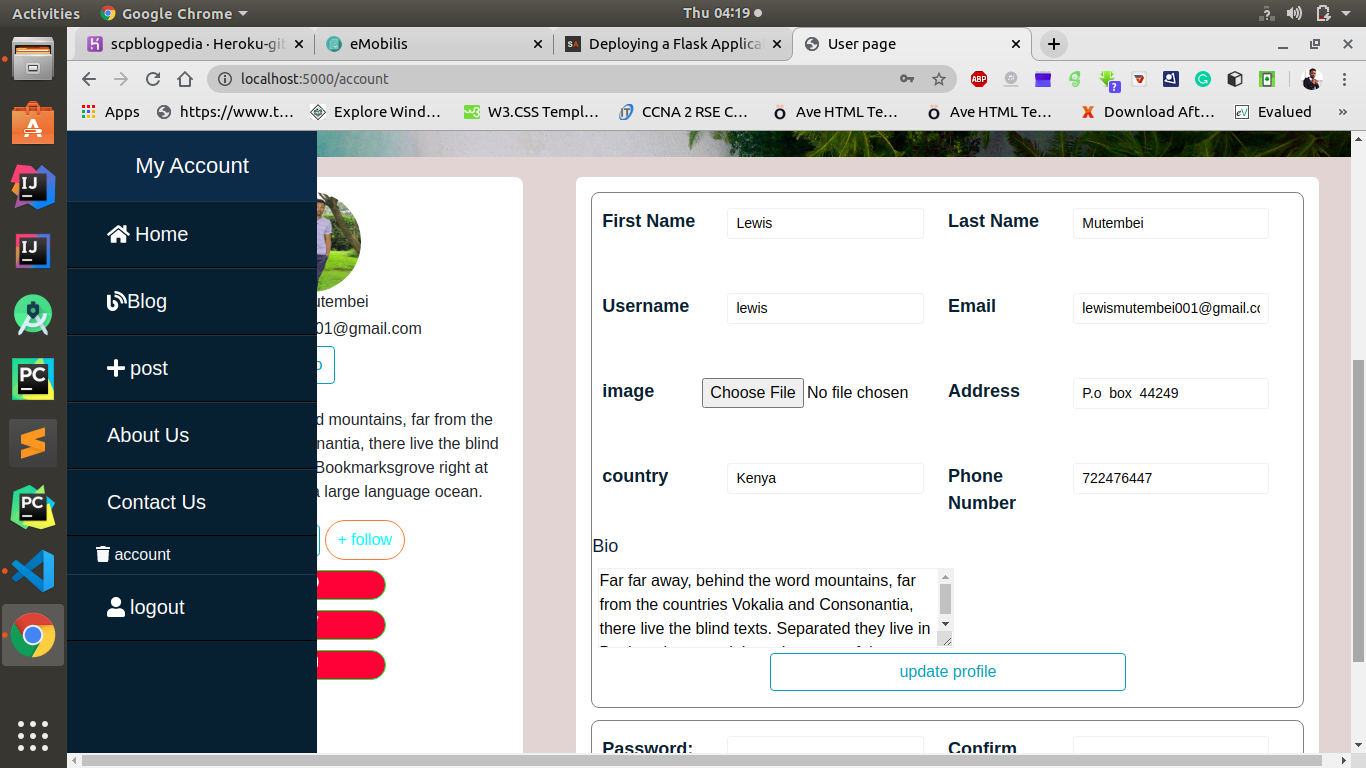 Activities
Google Chrome
Thu 04:19
scpblogpedia · Heroku-git
eMobilis
Deploying a Flask Applica
User page
localhost:5000/account
ABP
?
Apps
https://www.t…
Explore Wind…
W3.CSS Templ…
CCNA 2 RSE C…
Ave HTML Te…
Ave HTML Te…
Download Aft…
Evalued
»
My Account
Home
Blog
+ post
About Us
Contact Us
account
logout
utembei
01@gmail.com
d mountains, far from the
nantia, there live the blind
Bookmarksgrove right at
a large language ocean.
+ follow
First Name
Lewis
Last Name
Mutembei
Username
lewis
Email
lewismutembei001@gmail.co
image
Choose File
No file chosen
Address
P.o box 44249
country
Kenya
Phone
Number
722476447
Bio
Far far away, behind the word mountains, far
from the countries Vokalia and Consonantia,
there live the blind texts. Separated they live in
update profile
Password:
Confirm